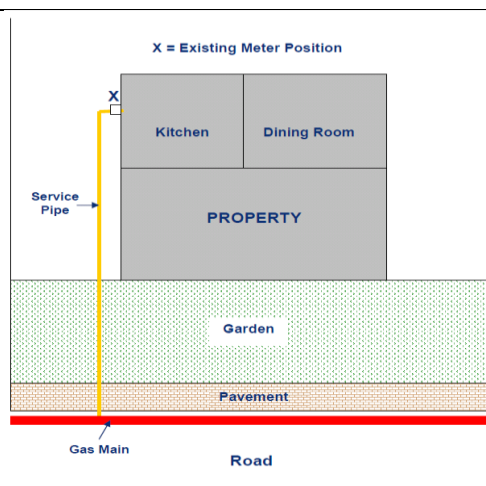 X = Existing Meter Position
X
Kitchen
Dining Room
Service
Pipe
PROPERTY
Garden
Pavement
Gas Main
Road